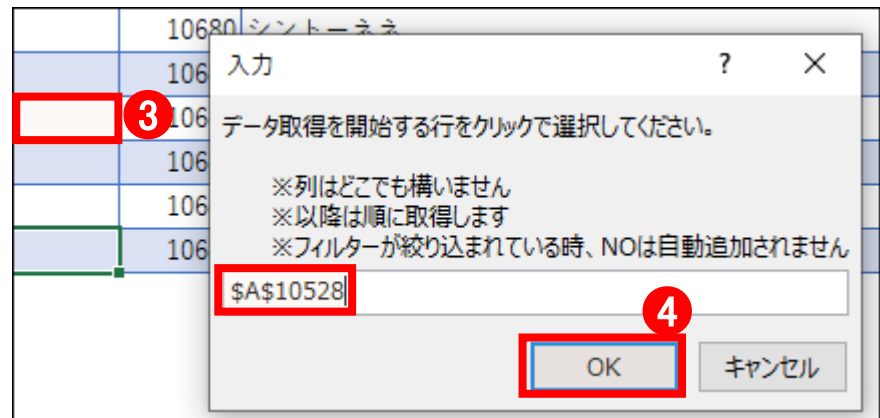 10680 シントーネネ
106
106
106
106
106
③
入力
?
データ取得を開始する行をクリックで選択してください。
※列はどこでも構いません
※以降は順に取得します
※フィルターが絞り込まれている時、NOは自動追加されません
$A$10528
④
OK キャンセル